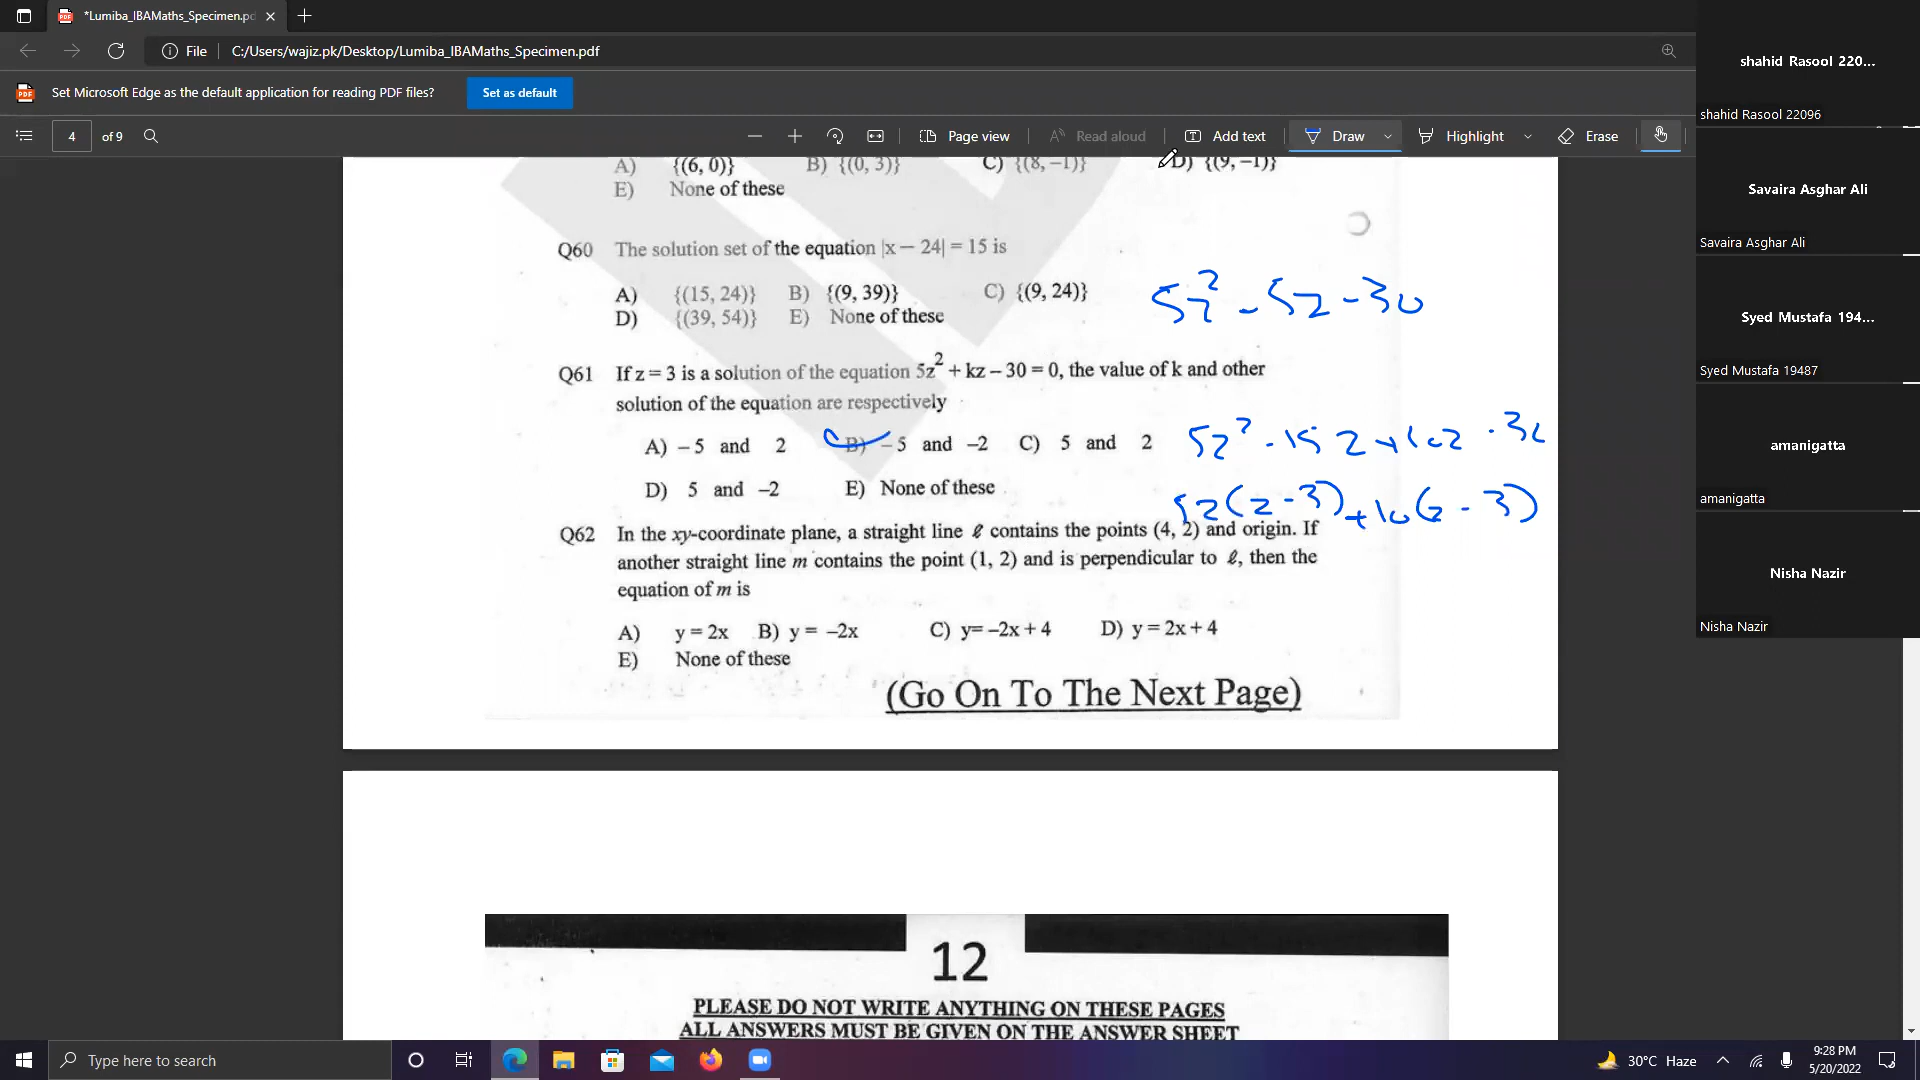 *Lumiba_IBAMaths_Specimen.pd
File
C:/Users/wajiz.pk/Desktop/Lumiba_IBAMaths_Specimen.pdf
Set Microsoft Edge as the default application for reading PDF files?
Set as default
4 of 9
Page view
Read aloud
Add text
Draw
Highlight
Erase
A) {(6, 0)} B) {(0, 3)} C) {(8, −1)} D) {(9, −1)}
E) None of these
Q60 The solution set of the equation |x − 24| = 15 is
A) {(15, 24)} B) {(9, 39)} C) {(9, 24)}
D) {(39, 54)} E) None of these
5z² - 5z - 30
Q61 If z = 3 is a solution of the equation 5z² + kz – 30 = 0, the value of k and other
solution of the equation are respectively
A) – 5 and 2 B) – 5 and –2 C) 5 and 2
5z² - 15z + 10z - 30
D) 5 and –2 E) None of these
5z(z - 3) + 10(z - 3)
Q62 In the xy-coordinate plane, a straight line ℓ contains the points (4, 2) and origin. If
another straight line m contains the point (1, 2) and is perpendicular to ℓ, then the
equation of m is
A) y = 2x B) y = –2x C) y= –2x + 4 D) y = 2x + 4
E) None of these
(Go On To The Next Page)
12
PLEASE DO NOT WRITE ANYTHING ON THESE PAGES
ALL ANSWERS MUST BE GIVEN ON THE ANSWER SHEET
shahid Rasool 220...
shahid Rasool 22096
Savaira Asghar Ali
Savaira Asghar Ali
Syed Mustafa 194...
Syed Mustafa 19487
amanigatta
amanigatta
Nisha Nazir
Nisha Nazir
Type here to search
30°C Haze
9:28 PM
5/20/2022